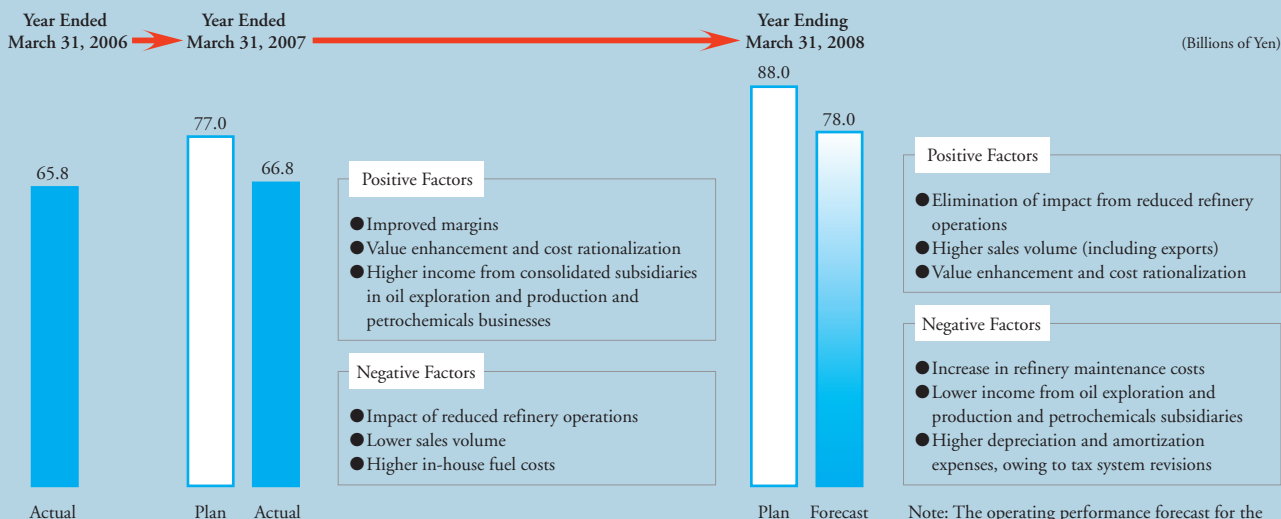 Year Ended
March 31, 2006
Year Ended
March 31, 2007
Year Ending
March 31, 2008
(Billions of Yen)
65.8
Actual
77.0
Plan
66.8
Actual
Positive Factors
●Improved margins
●Value enhancement and cost rationalization
●Higher income from consolidated subsidiaries
in oil exploration and production and
petrochemicals businesses
Negative Factors
●Impact of reduced refinery operations
●Lower sales volume
●Higher in-house fuel costs
88.0
Plan
78.0
Forecast
Positive Factors
●Elimination of impact from reduced refinery
operations
●Higher sales volume (including exports)
●Value enhancement and cost rationalization
Negative Factors
●Increase in refinery maintenance costs
●Lower income from oil exploration and
production and petrochemicals subsidiaries
●Higher depreciation and amortization
expenses, owing to tax system revisions
Note: The operating performance forecast for the